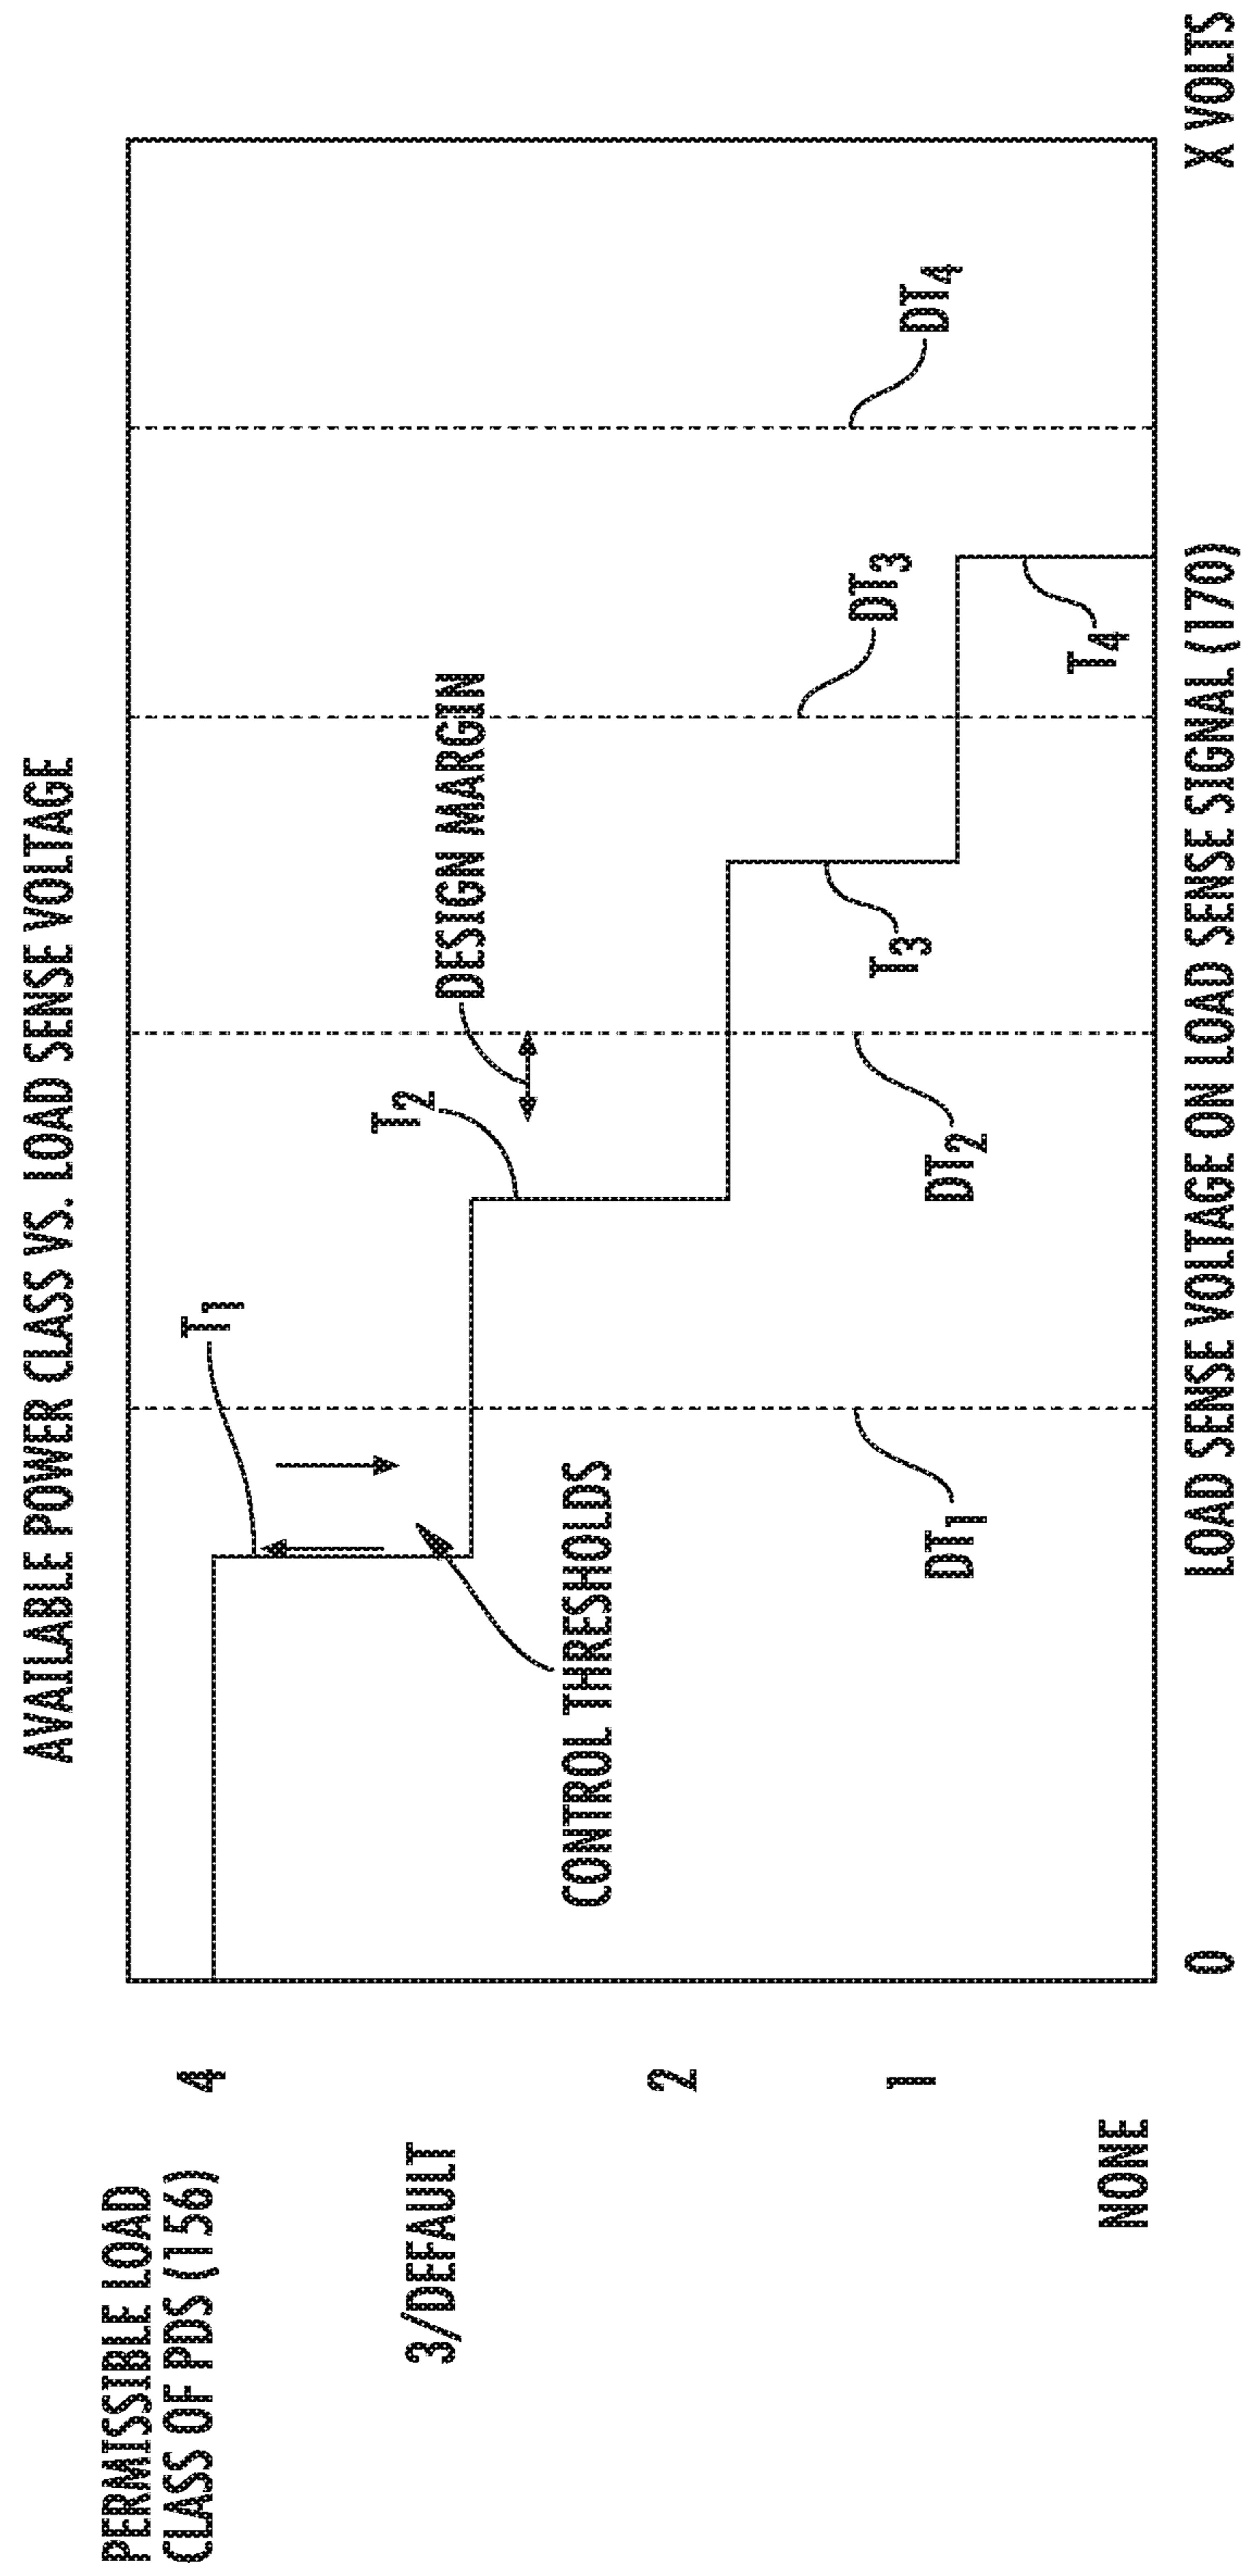 AVAILABLE POWER CLASS VS. LOAD SENSE VOLTAGE
PERMISSIBLE LOAD
CLASS OF PDS (156)
4
3/DEFAULT
2
1
NONE
T1
T2
DESIGN MARGIN
CONTROL THRESHOLDS
T3
DT3
DT4
DT1
DT2
T4
0
LOAD SENSE VOLTAGE ON LOAD SENSE SIGNAL (170)
X VOLTS